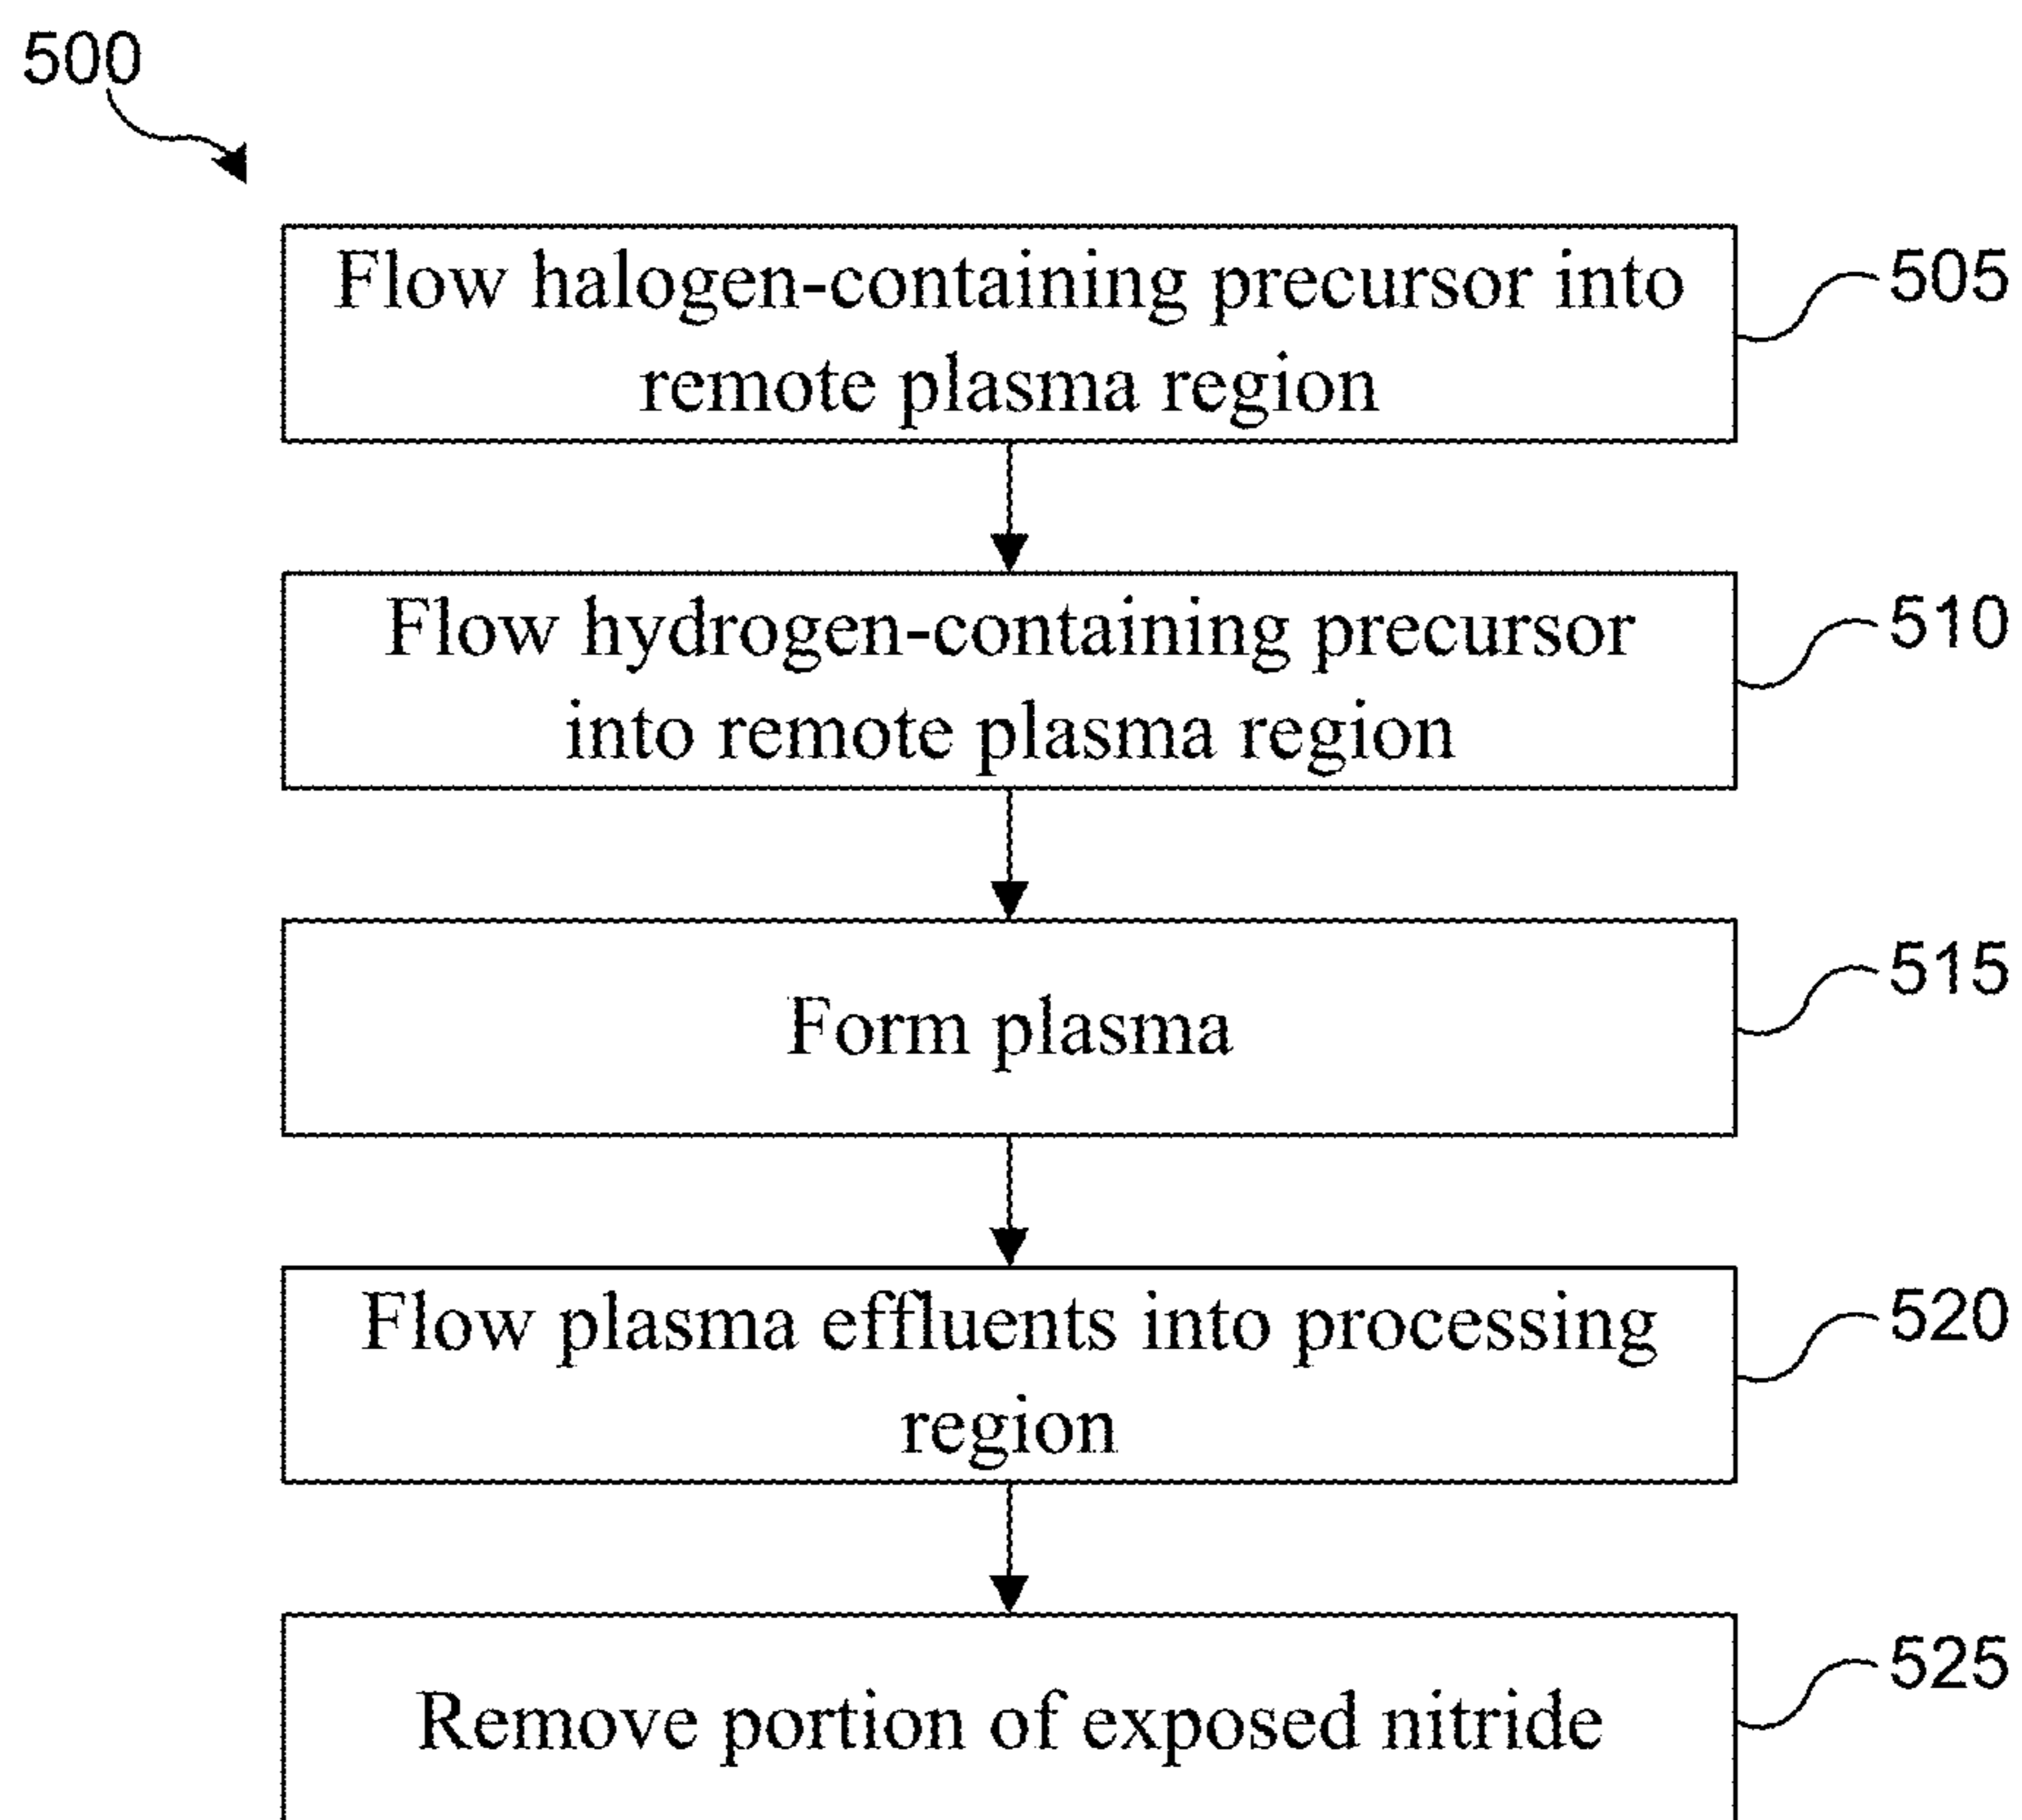 500
Flow halogen-containing precursor into
remote plasma region
505
Flow hydrogen-containing precursor
into remote plasma region
510
Form plasma
515
Flow plasma effluents into processing
region
520
Remove portion of exposed nitride
525